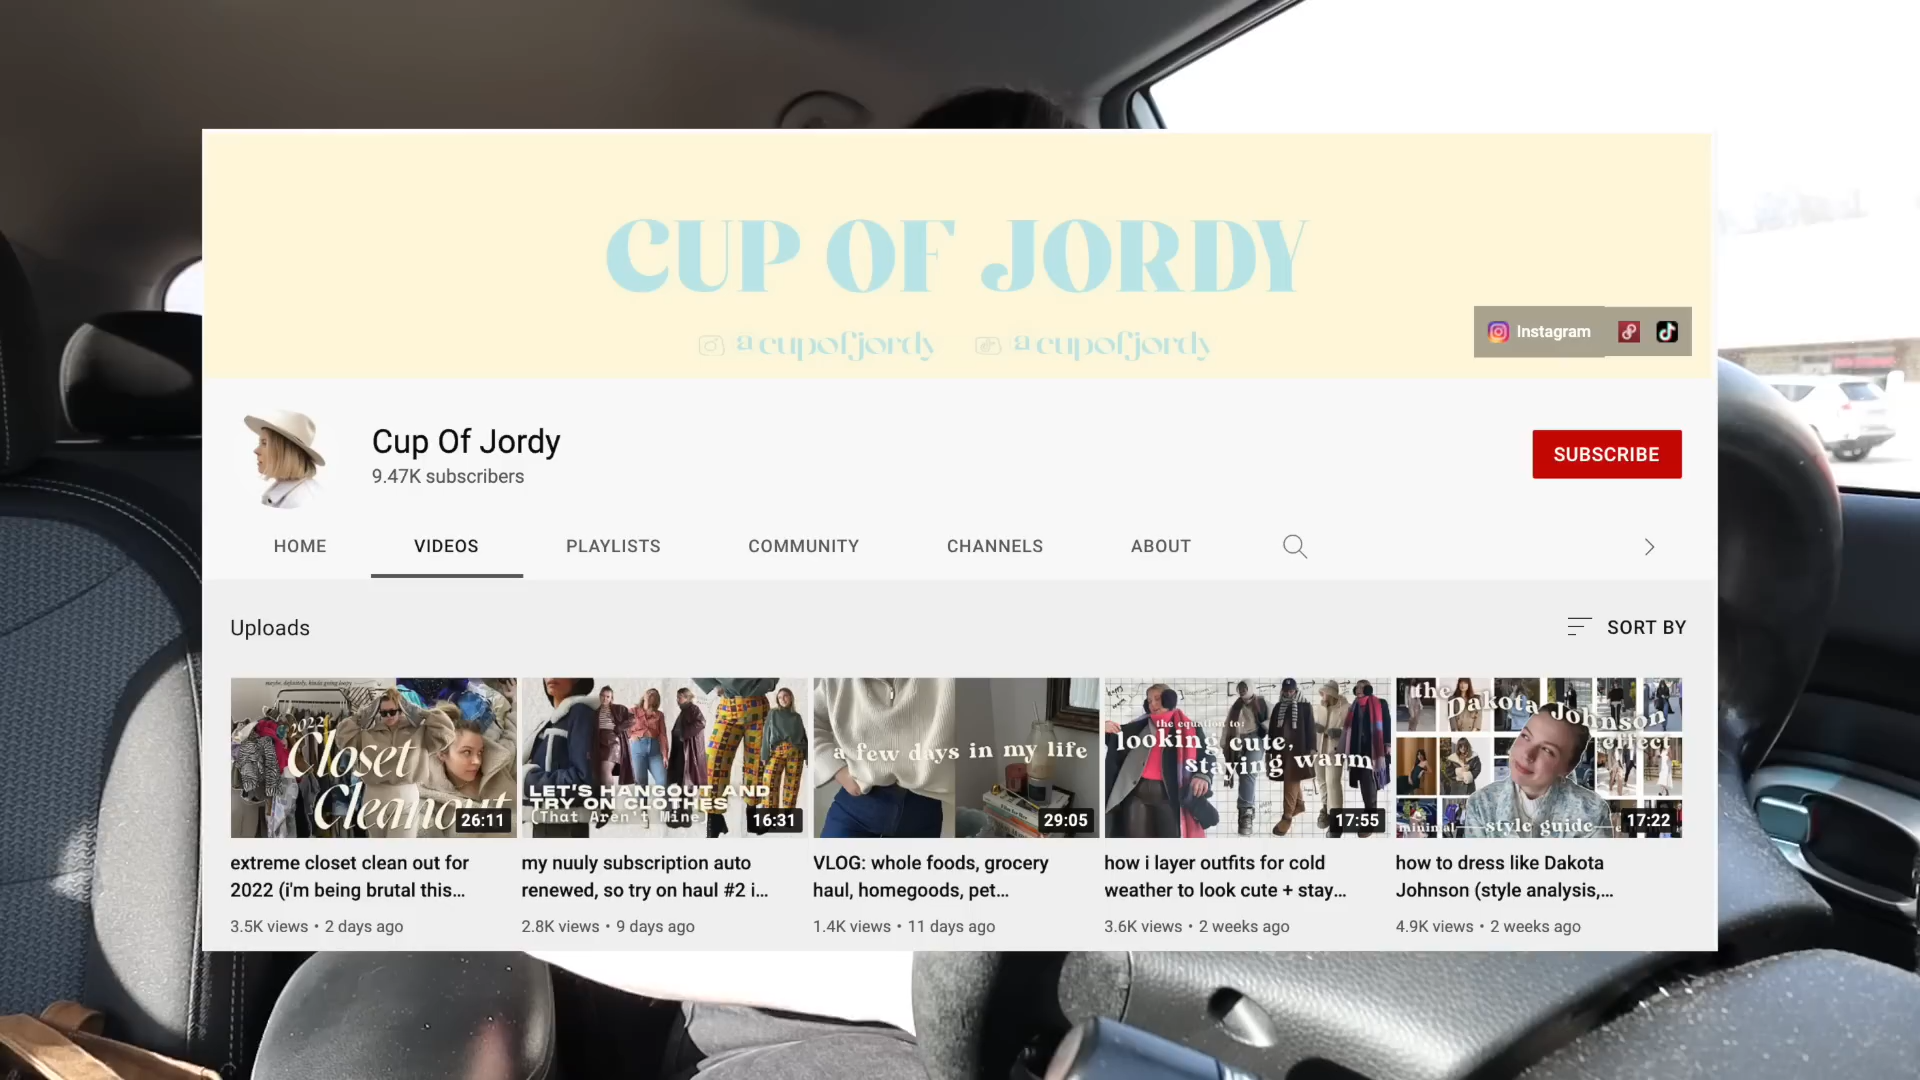 CUP OF JORDY
@cupofjordy @cupofjordy
Instagram
Cup Of Jordy
9.47K subscribers
SUBSCRIBE
HOME VIDEOS PLAYLISTS COMMUNITY CHANNELS ABOUT
Uploads
SORT BY
maybe, definitely, kinda going loopy
2022
Closet
Cleanout
26:11
LET'S HANGOUT AND
TRY ON CLOTHES
(That Aren't Mine)
16:31
a few days in my life
29:05
the equation to:
looking cute,
staying warm
17:55
the
Dakota Johnson
effect
minimal style guide
17:22
extreme closet clean out for
2022 (i'm being brutal this...
3.5K views • 2 days ago
my nuuly subscription auto
renewed, so try on haul #2 i...
2.8K views • 9 days ago
VLOG: whole foods, grocery
haul, homegoods, pet...
1.4K views • 11 days ago
how i layer outfits for cold
weather to look cute + stay...
3.6K views • 2 weeks ago
how to dress like Dakota
Johnson (style analysis,...
4.9K views • 2 weeks ago